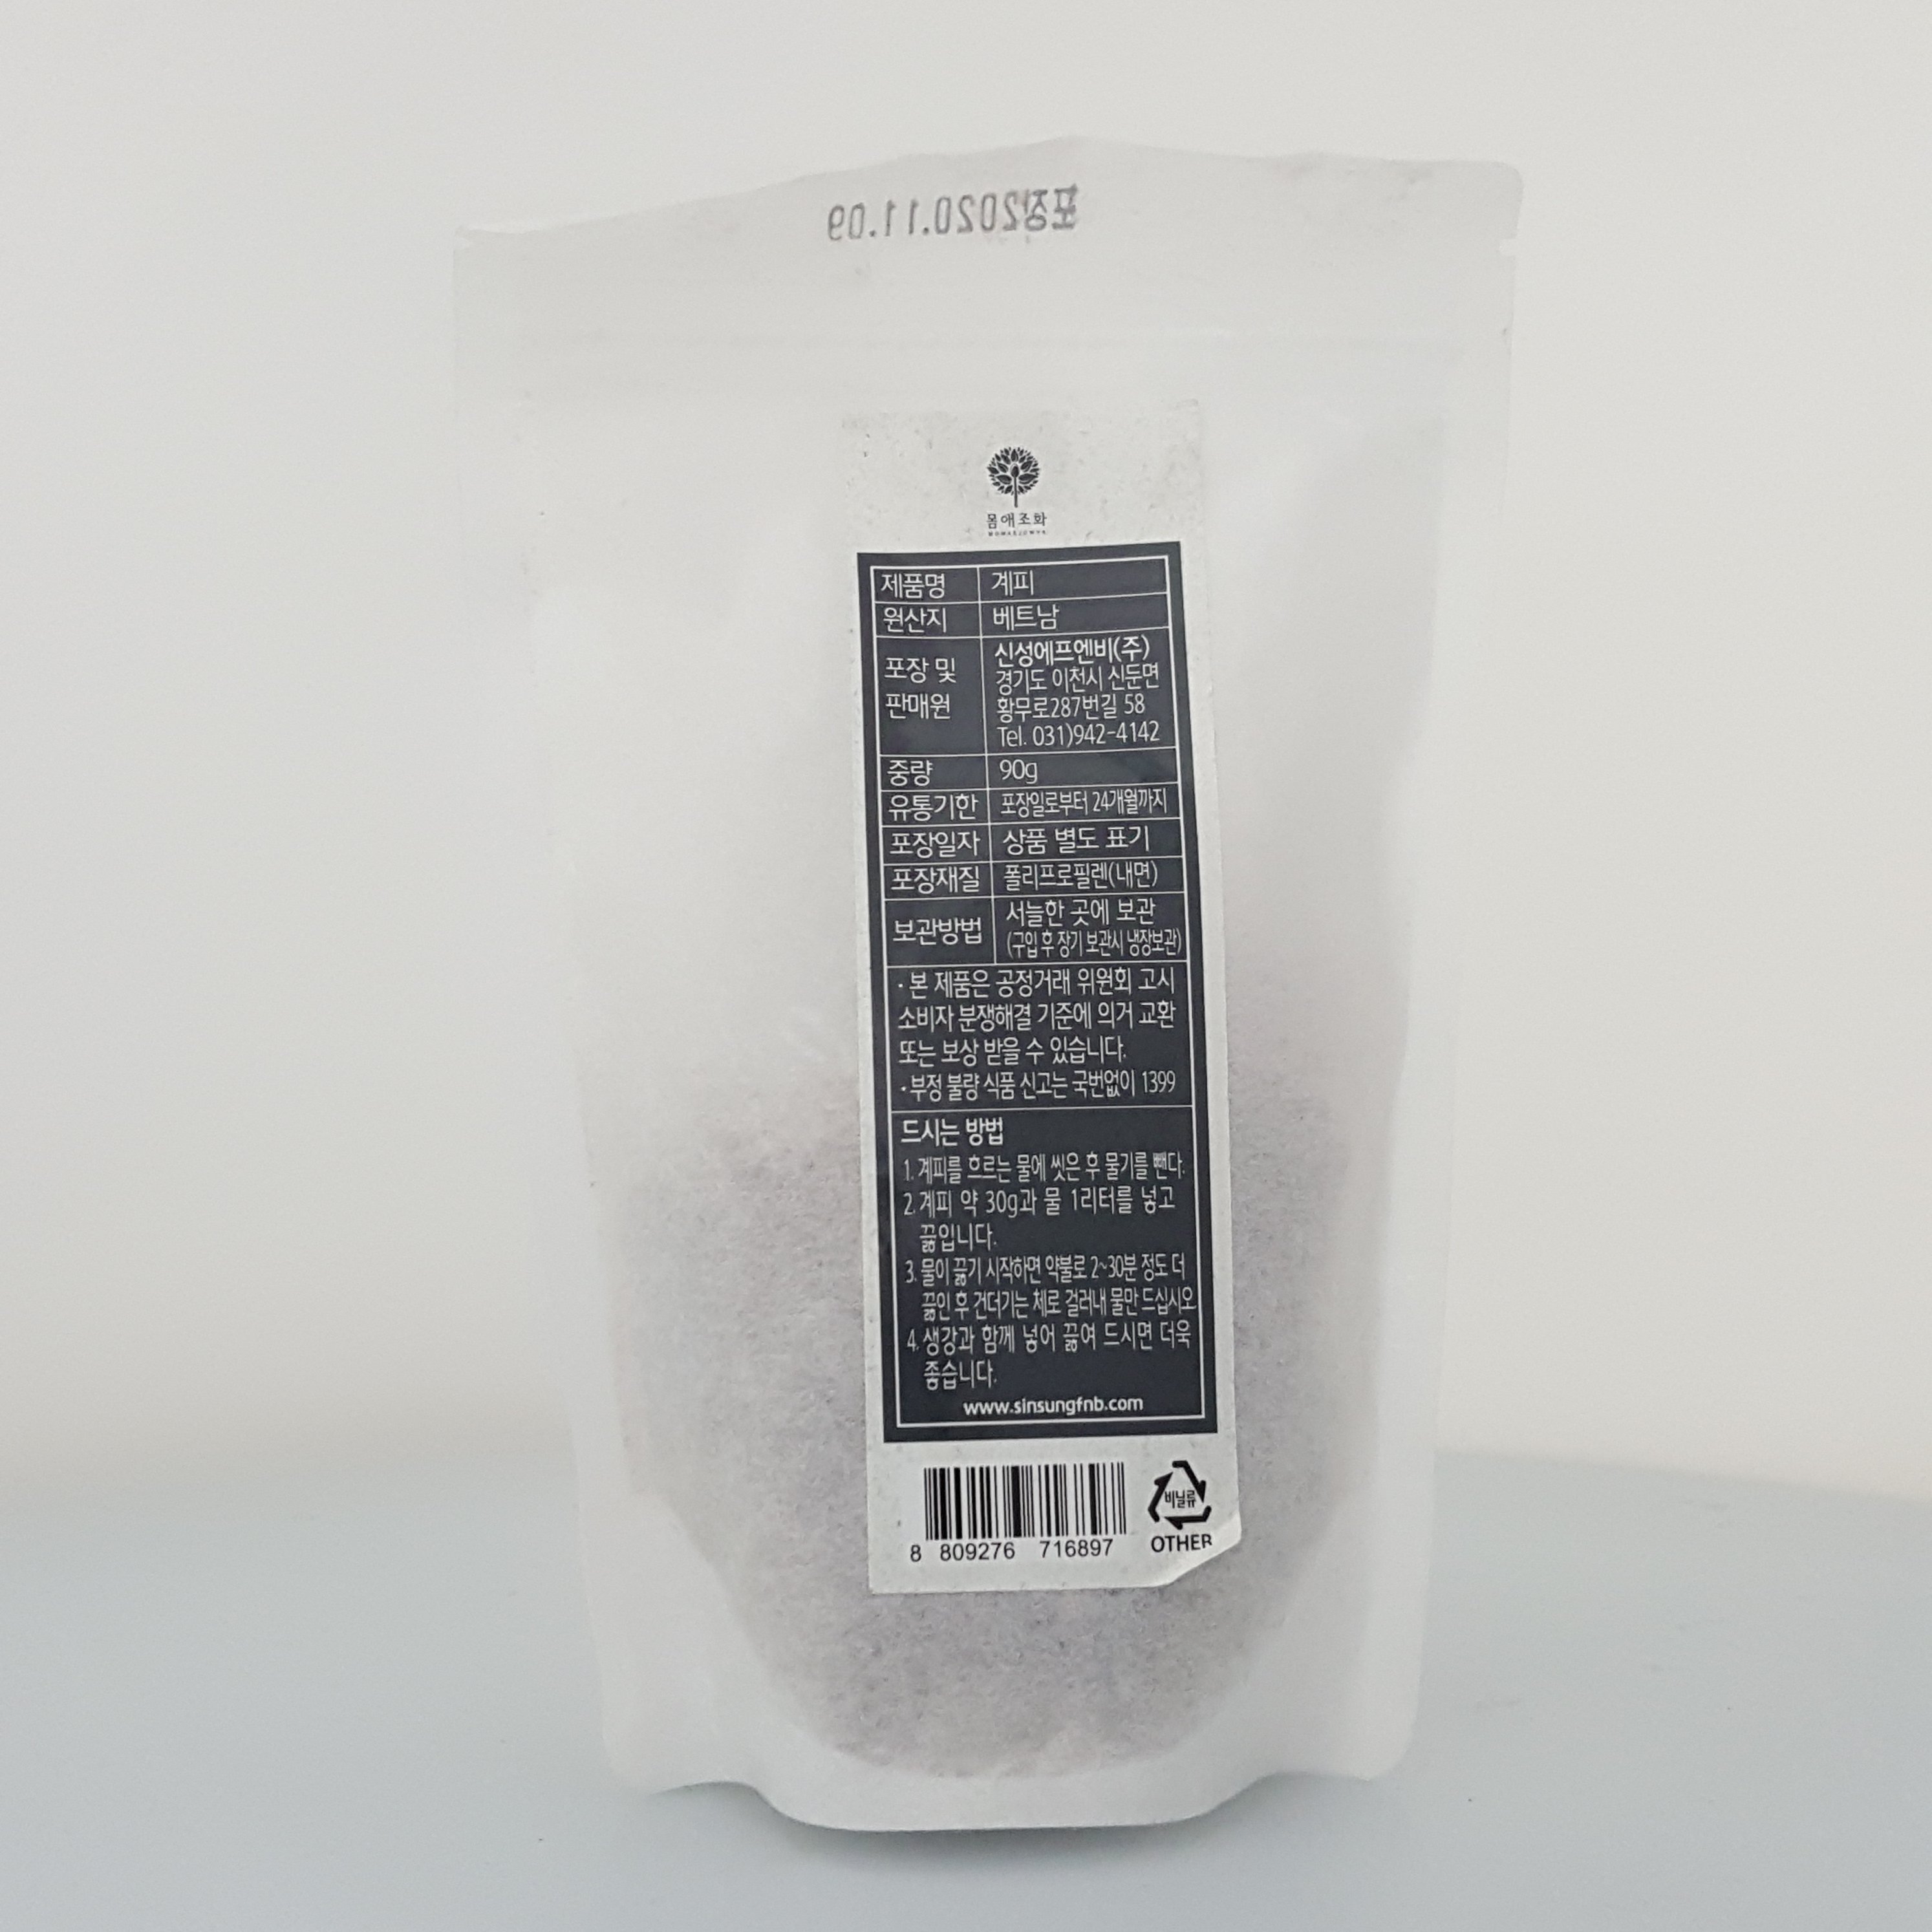 포장2020.11.09
몸애조화
MOMAEJOHWA
제품명 계피
원산지 베트남
포장 및 판매원 신성에프엔비(주)
경기도 이천시 신둔면
황무로287번길 58
Tel. 031)942-4142
중량 90g
유통기한 포장일로부터 24개월까지
포장일자 상품 별도 표기
포장재질 폴리프로필렌(내면)
보관방법 서늘한 곳에 보관
(구입 후 장기 보관시 냉장보관)
· 본 제품은 공정거래 위원회 고시
소비자 분쟁해결 기준에 의거 교환
또는 보상 받을 수 있습니다.
· 부정 불량 식품 신고는 국번없이 1399
드시는 방법
1. 계피를 흐르는 물에 씻은 후 물기를 뺀다.
2. 계피 약 30g과 물 1리터를 넣고
끓입니다.
3. 물이 끓기 시작하면 약불로 2~30분 정도 더
끓인 후 건더기는 체로 걸러내 물만 드십시오
4. 생강과 함께 넣어 끓여 드시면 더욱
좋습니다.
www.sinsungfnb.com
비닐류
OTHER
8 809276 716897